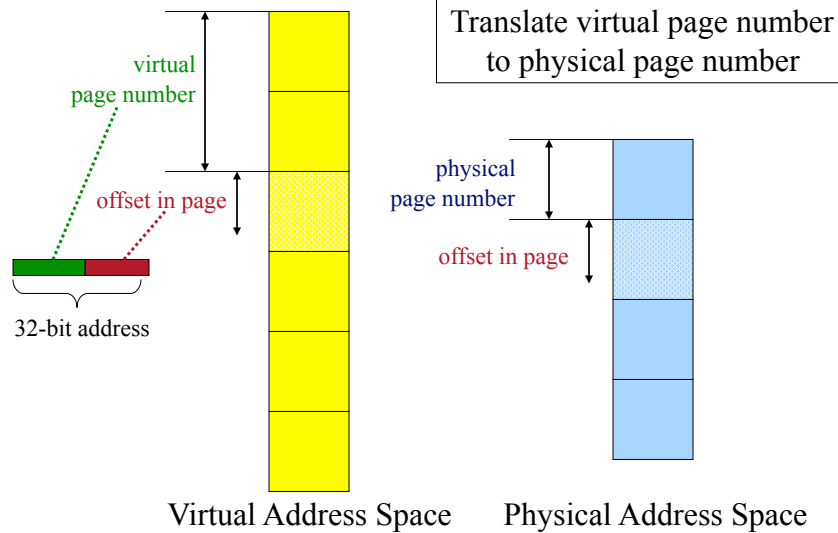 Translate virtual page number
to physical page number
virtual
page number
offset in page
32-bit address
physical
page number
offset in page
Virtual Address Space
Physical Address Space